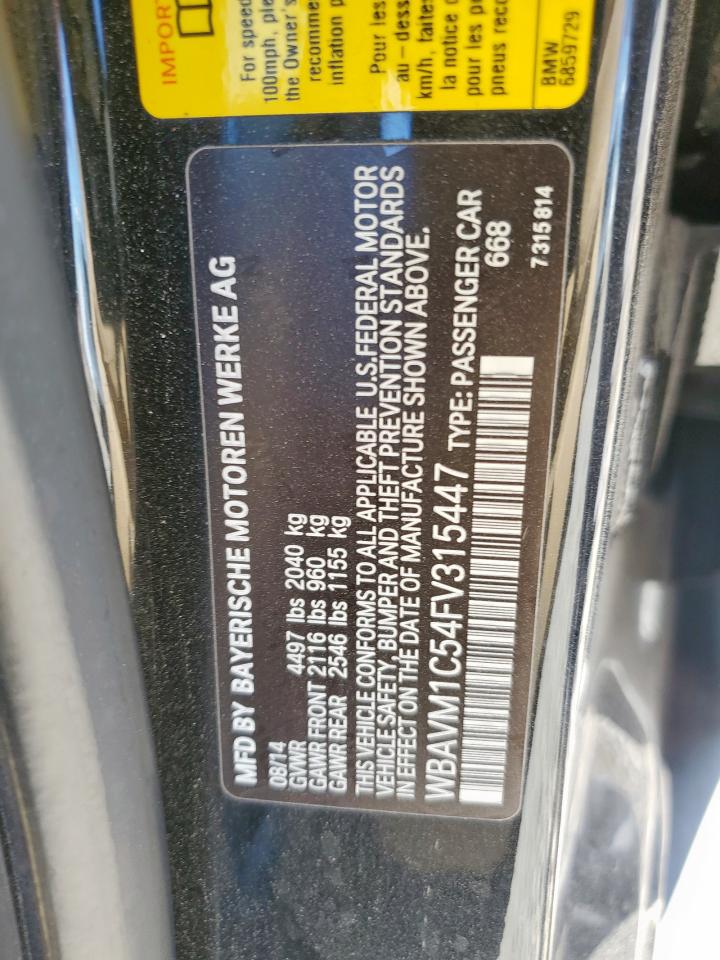 IMPORT
For speed
100mph, ple
the Owner's
recomme
inflation p
Pour les
au-dess
km/h, faites
la notice d
pour les p
pneus reco
BMW
6859729
MFD BY BAYERISCHE MOTOREN WERKE AG
08/14
GVWR 4497 lbs 2040 kg
GAWR FRONT 2116 lbs 960 kg
GAWR REAR 2546 lbs 1155 kg
THIS VEHICLE CONFORMS TO ALL APPLICABLE U.S.FEDERAL MOTOR
VEHICLE SAFETY, BUMPER AND THEFT PREVENTION STANDARDS
IN EFFECT ON THE DATE OF MANUFACTURE SHOWN ABOVE.
WBAVM1C54FV315447 TYPE: PASSENGER CAR
668
7 315 814